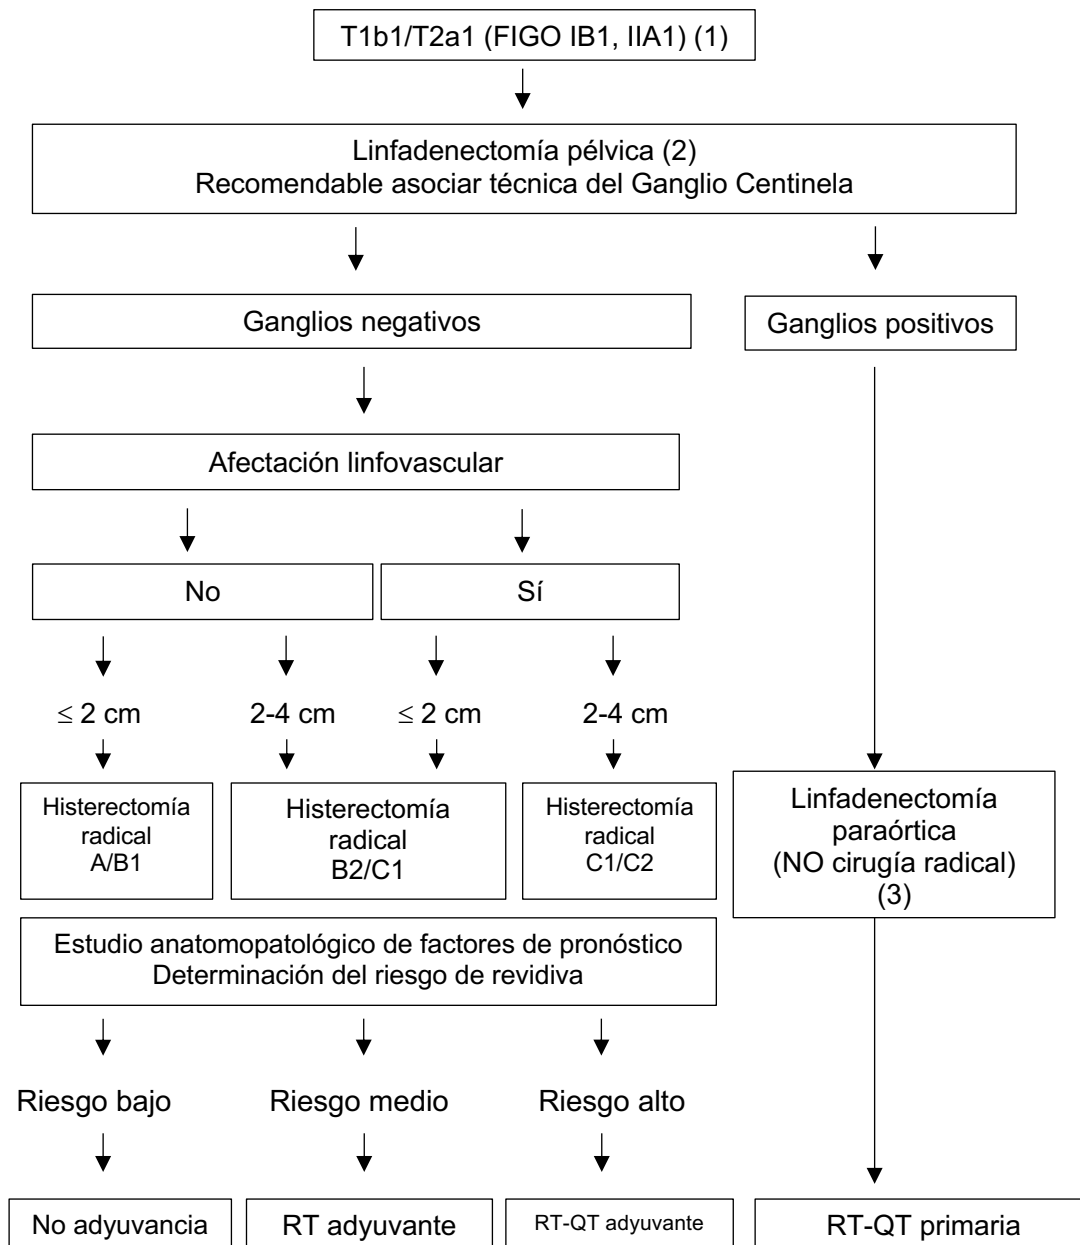 T1b1/T2a1 (FIGO IB1, IIA1) (1)
Linfadenectomía pélvica (2)
Recomendable asociar técnica del Ganglio Centinela
Ganglios negativos
Ganglios positivos
Afectación linfovascular
No
Sí
≤ 2 cm
2-4 cm
≤ 2 cm
2-4 cm
Histerectomía
radical
A/B1
Histerectomía
radical
B2/C1
Histerectomía
radical
C1/C2
Linfadenectomía
paraórtica
(NO cirugía radical)
(3)
Estudio anatomopatológico de factores de pronóstico
Determinación del riesgo de revidiva
Riesgo bajo
Riesgo medio
Riesgo alto
No adyuvancia
RT adyuvante
RT-QT adyuvante
RT-QT primaria